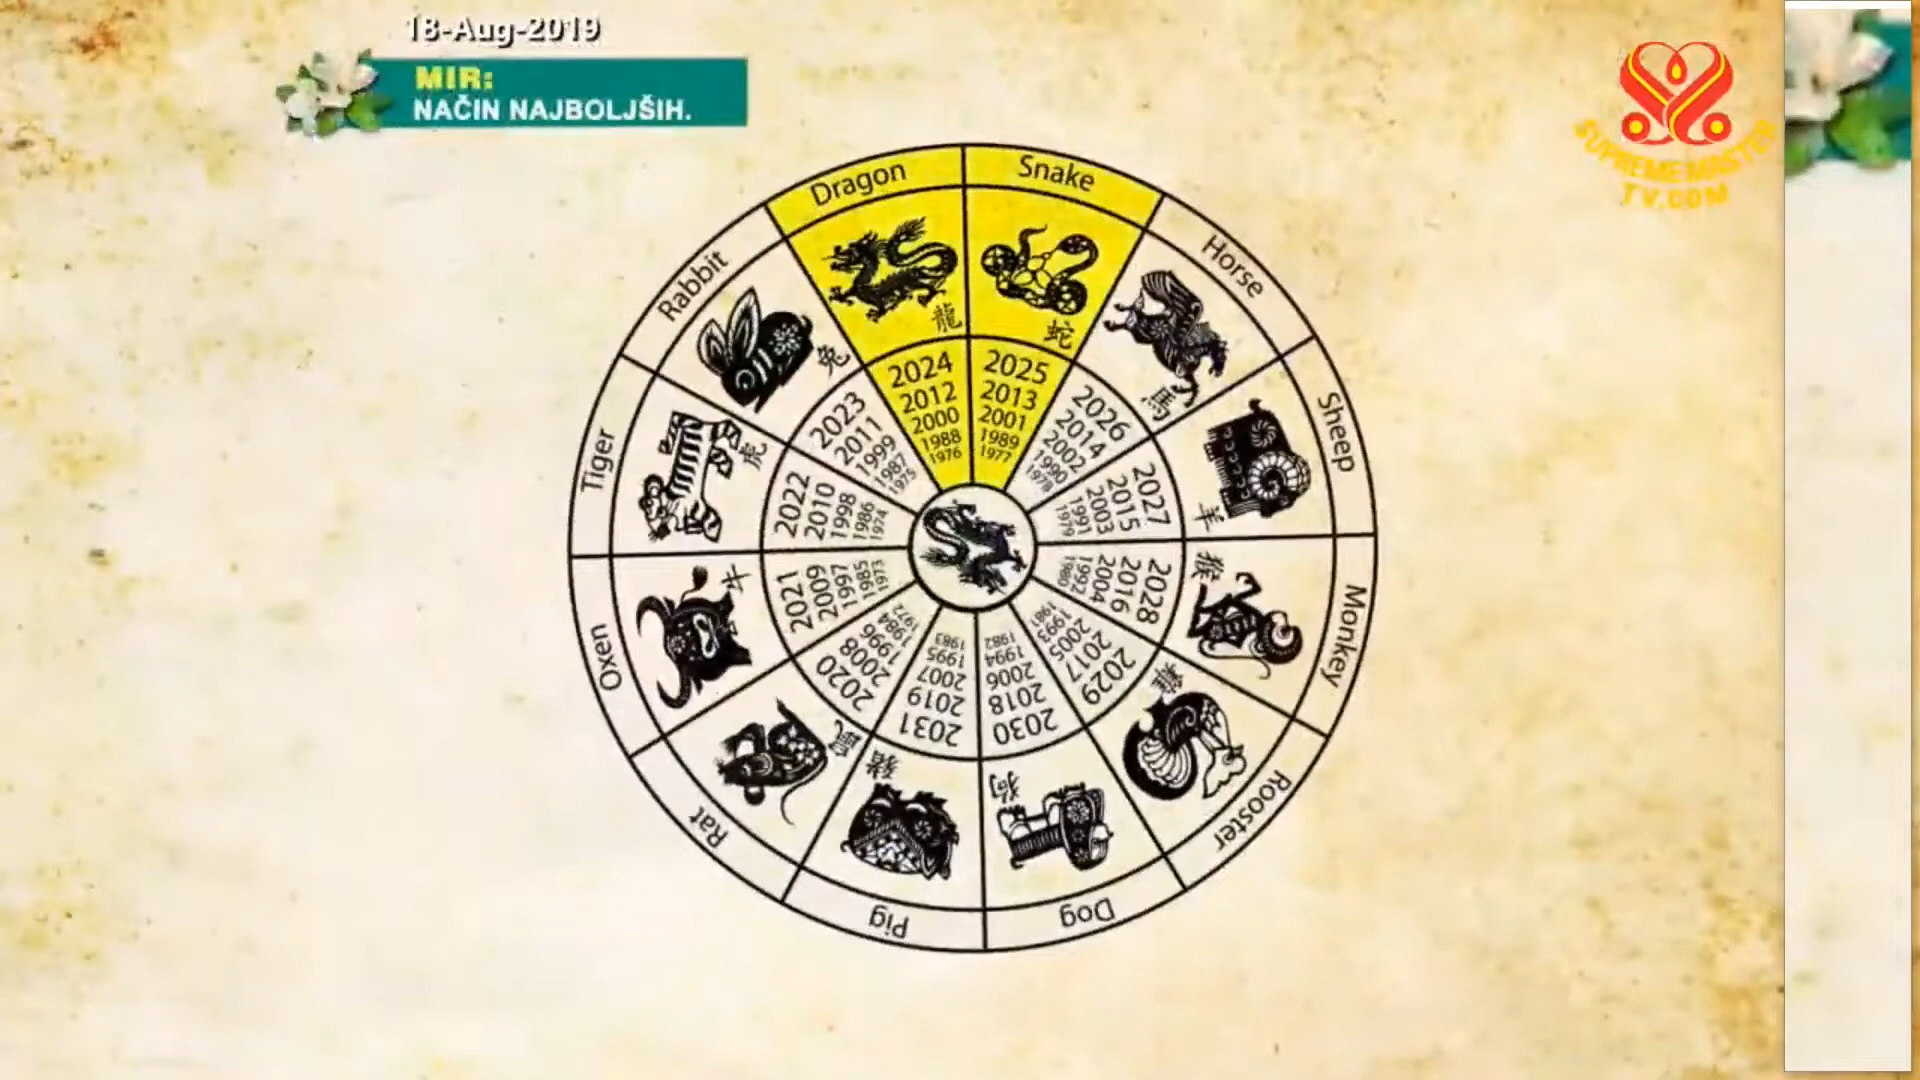 18-Aug-2019
MIR:
NAČIN NAJBOLJŠIH.
SUPREMEMASTER
TV.COM
Dragon
龍
2024
2012
2000
1988
1976
Snake
蛇
2025
2013
2001
1989
1977
Horse
馬
2026
2014
2002
1990
1978
Sheep
羊
2027
2015
2003
1991
1979
Monkey
猴
2028
2016
2004
1992
1980
Rooster
雞
2029
2017
2005
1993
1981
Dog
狗
2030
2018
2006
1994
1982
Pig
豬
2031
2019
2007
1995
1983
Rat
鼠
2020
2008
1996
1984
1972
Oxen
牛
2021
2009
1997
1985
1973
Tiger
虎
2022
2010
1998
1986
1974
Rabbit
兔
2023
2011
1999
1987
1975